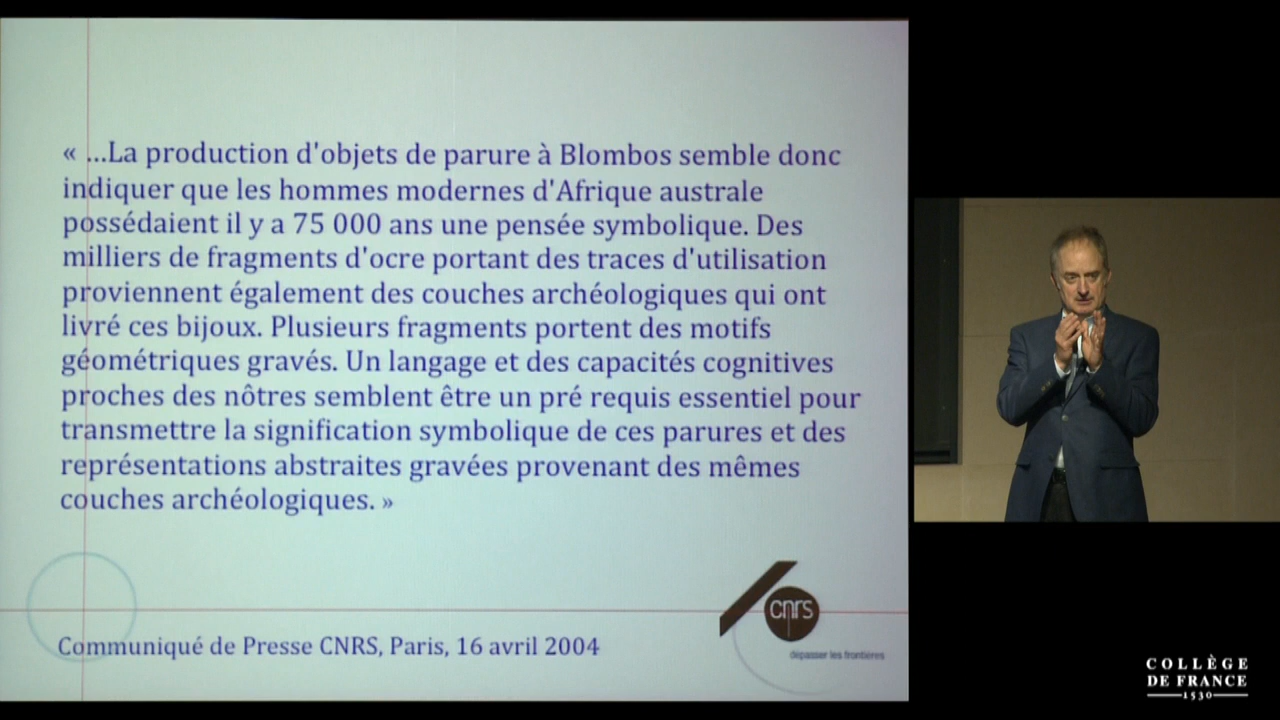 « ...La production d'objets de parure à Blombos semble donc
indiquer que les hommes modernes d'Afrique australe
possédaient il y a 75 000 ans une pensée symbolique. Des
milliers de fragments d'ocre portant des traces d'utilisation
proviennent également des couches archéologiques qui ont
livré ces bijoux. Plusieurs fragments portent des motifs
géométriques gravés. Un langage et des capacités cognitives
proches des nôtres semblent être un pré requis essentiel pour
transmettre la signification symbolique de ces parures et des
représentations abstraites gravées provenant des mêmes
couches archéologiques. »
cnrs
dépasser les frontières
Communiqué de Presse CNRS, Paris, 16 avril 2004
COLLÈGE
DE FRANCE
1530